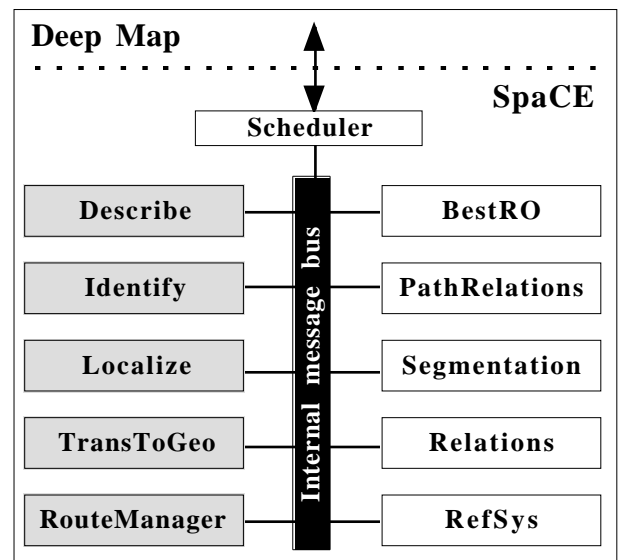 Deep Map
SpaCE
Scheduler
Describe
BestRO
Identify
PathRelations
Localize
Segmentation
TransToGeo
Relations
RouteManager
RefSys
Internal message bus